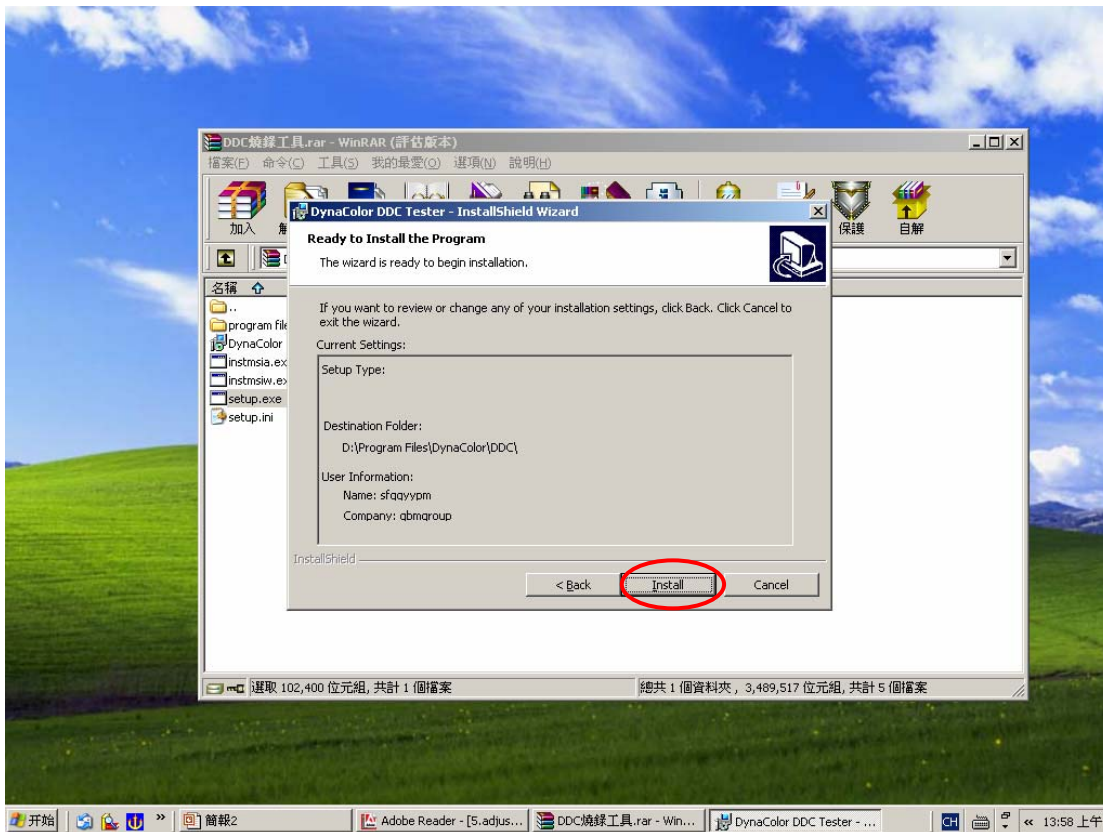 DDC燒錄工具.rar - WinRAR (評估版本)
檔案(F) 命令(C) 工具(S) 我的最愛(O) 選項(N) 說明(H)
加入
保護
自解
DynaColor DDC Tester - InstallShield Wizard
Ready to Install the Program
The wizard is ready to begin installation.
If you want to review or change any of your installation settings, click Back. Click Cancel to
exit the wizard.
Current Settings:
Setup Type:
Destination Folder:
D:\Program Files\DynaColor\DDC\
User Information:
Name: sfqqyypm
Company: qbmgroup
InstallShield
< Back Install Cancel
名稱
..
program file
DynaColor
instmsia.ex
instmsiw.ex
setup.exe
setup.ini
選取 102,400 位元組, 共計 1 個檔案
總共 1 個資料夾 , 3,489,517 位元組, 共計 5 個檔案
开始 » 簡報2 Adobe Reader - [5.adjus... DDC燒錄工具.rar - Win... DynaColor DDC Tester - ... CH « 13:58 上午